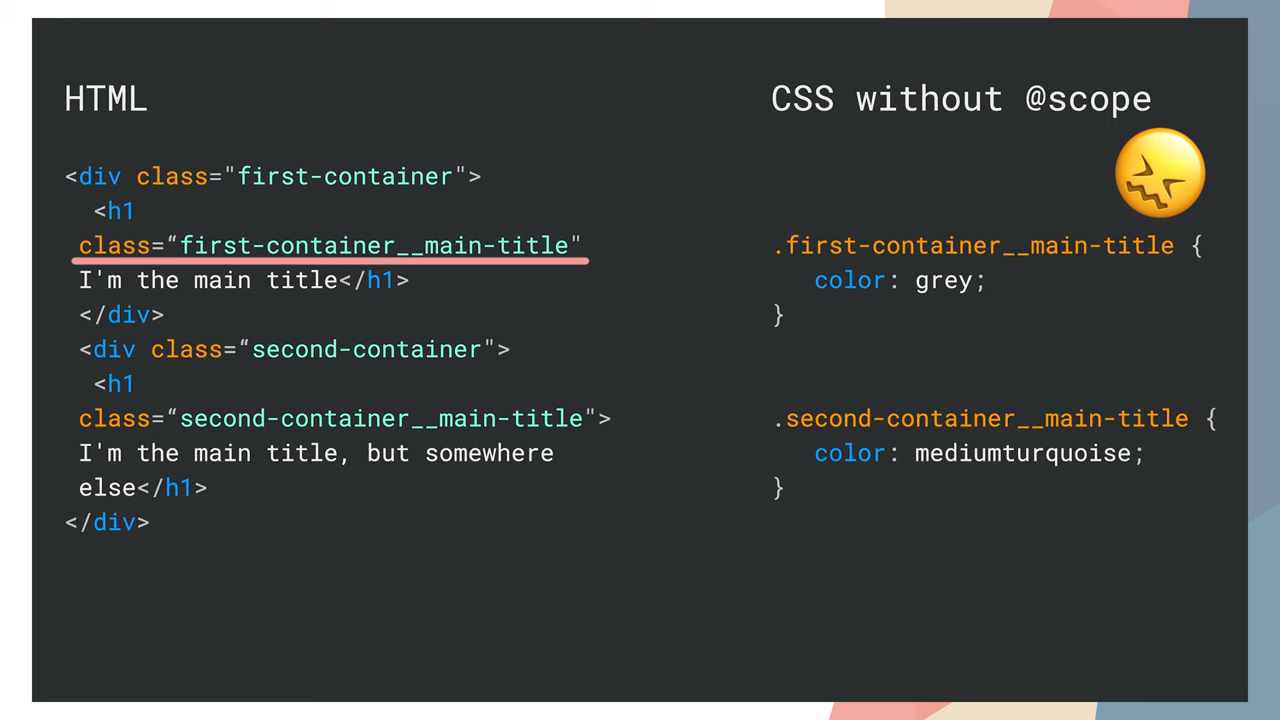 HTML
<div class="first-container">
<h1
class=“first-container__main-title"
I'm the main title</h1>
</div>
<div class=“second-container">
<h1
class=“second-container__main-title">
I'm the main title, but somewhere
else</h1>
</div>
CSS without @scope
.first-container__main-title {
color: grey;
}
.second-container__main-title {
color: mediumturquoise;
}